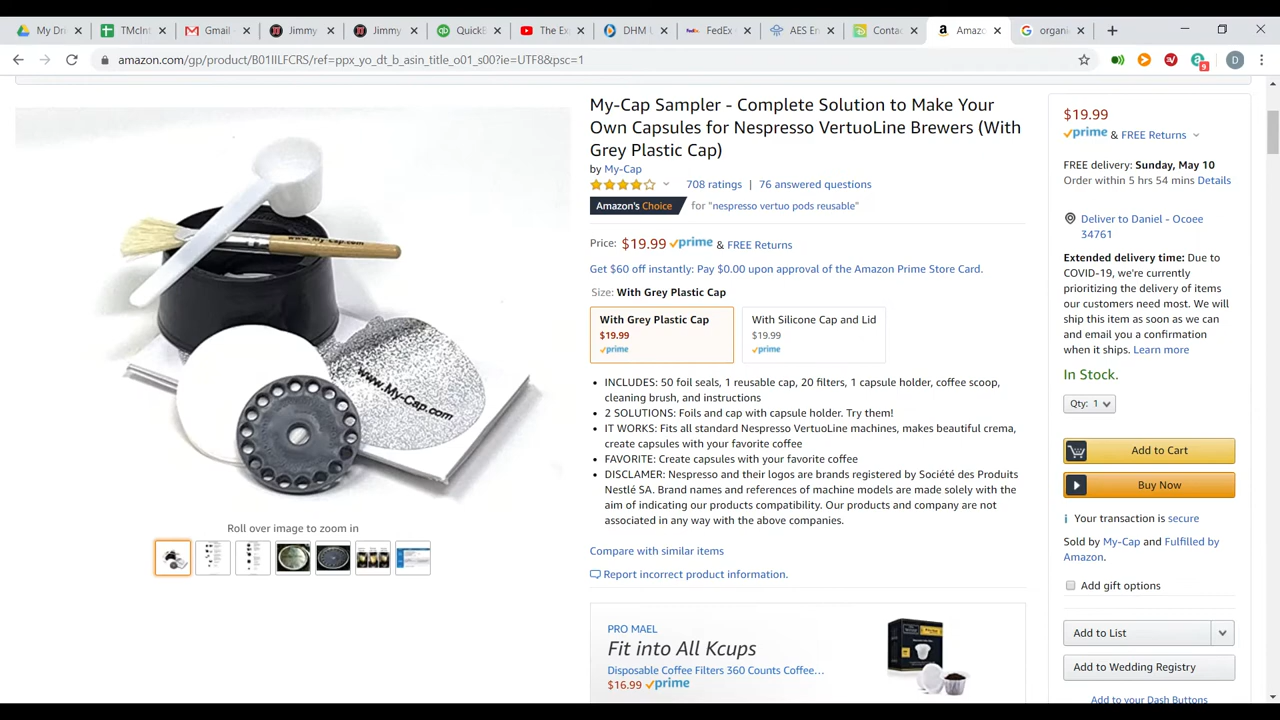 My Dri
TMcInt
Gmail -
Jimmy
Jimmy
QuickB
The Ex
DHM U
FedEx
AES En
Contac
Amazo
organi
amazon.com/gp/product/B01IILFCRS/ref=ppx_yo_dt_b_asin_title_o01_s00?ie=UTF8&psc=1
D
9
www.My-Cap.com
www.My-Cap.com
Roll over image to zoom in
My-Cap Sampler - Complete Solution to Make Your
Own Capsules for Nespresso VertuoLine Brewers (With
Grey Plastic Cap)
by My-Cap
708 ratings | 76 answered questions
Amazon's Choice for "nespresso vertuo pods reusable"
Price: $19.99 prime & FREE Returns
Get $60 off instantly: Pay $0.00 upon approval of the Amazon Prime Store Card.
Size: With Grey Plastic Cap
With Grey Plastic Cap
$19.99
prime
With Silicone Cap and Lid
$19.99
prime
• INCLUDES: 50 foil seals, 1 reusable cap, 20 filters, 1 capsule holder, coffee scoop,
cleaning brush, and instructions
• 2 SOLUTIONS: Foils and cap with capsule holder. Try them!
• IT WORKS: Fits all standard Nespresso VertuoLine machines, makes beautiful crema,
create capsules with your favorite coffee
• FAVORITE: Create capsules with your favorite coffee
• DISCLAMER: Nespresso and their logos are brands registered by Société des Produits
Nestlé SA. Brand names and references of machine models are made solely with the
aim of indicating our products compatibility. Our products and company are not
associated in any way with the above companies.
Compare with similar items
Report incorrect product information.
PRO MAEL
Fit into All Kcups
Disposable Coffee Filters 360 Counts Coffee...
$16.99 prime
$19.99
prime & FREE Returns
FREE delivery: Sunday, May 10
Order within 5 hrs 54 mins Details
Deliver to Daniel - Ocoee
34761
Extended delivery time: Due to
COVID-19, we're currently
prioritizing the delivery of items
our customers need most. We will
ship this item as soon as we can
and email you a confirmation
when it ships. Learn more
In Stock.
Qty: 1
Add to Cart
Buy Now
Your transaction is secure
Sold by My-Cap and Fulfilled by
Amazon.
Add gift options
Add to List
Add to Wedding Registry
Add to your Dash Buttons